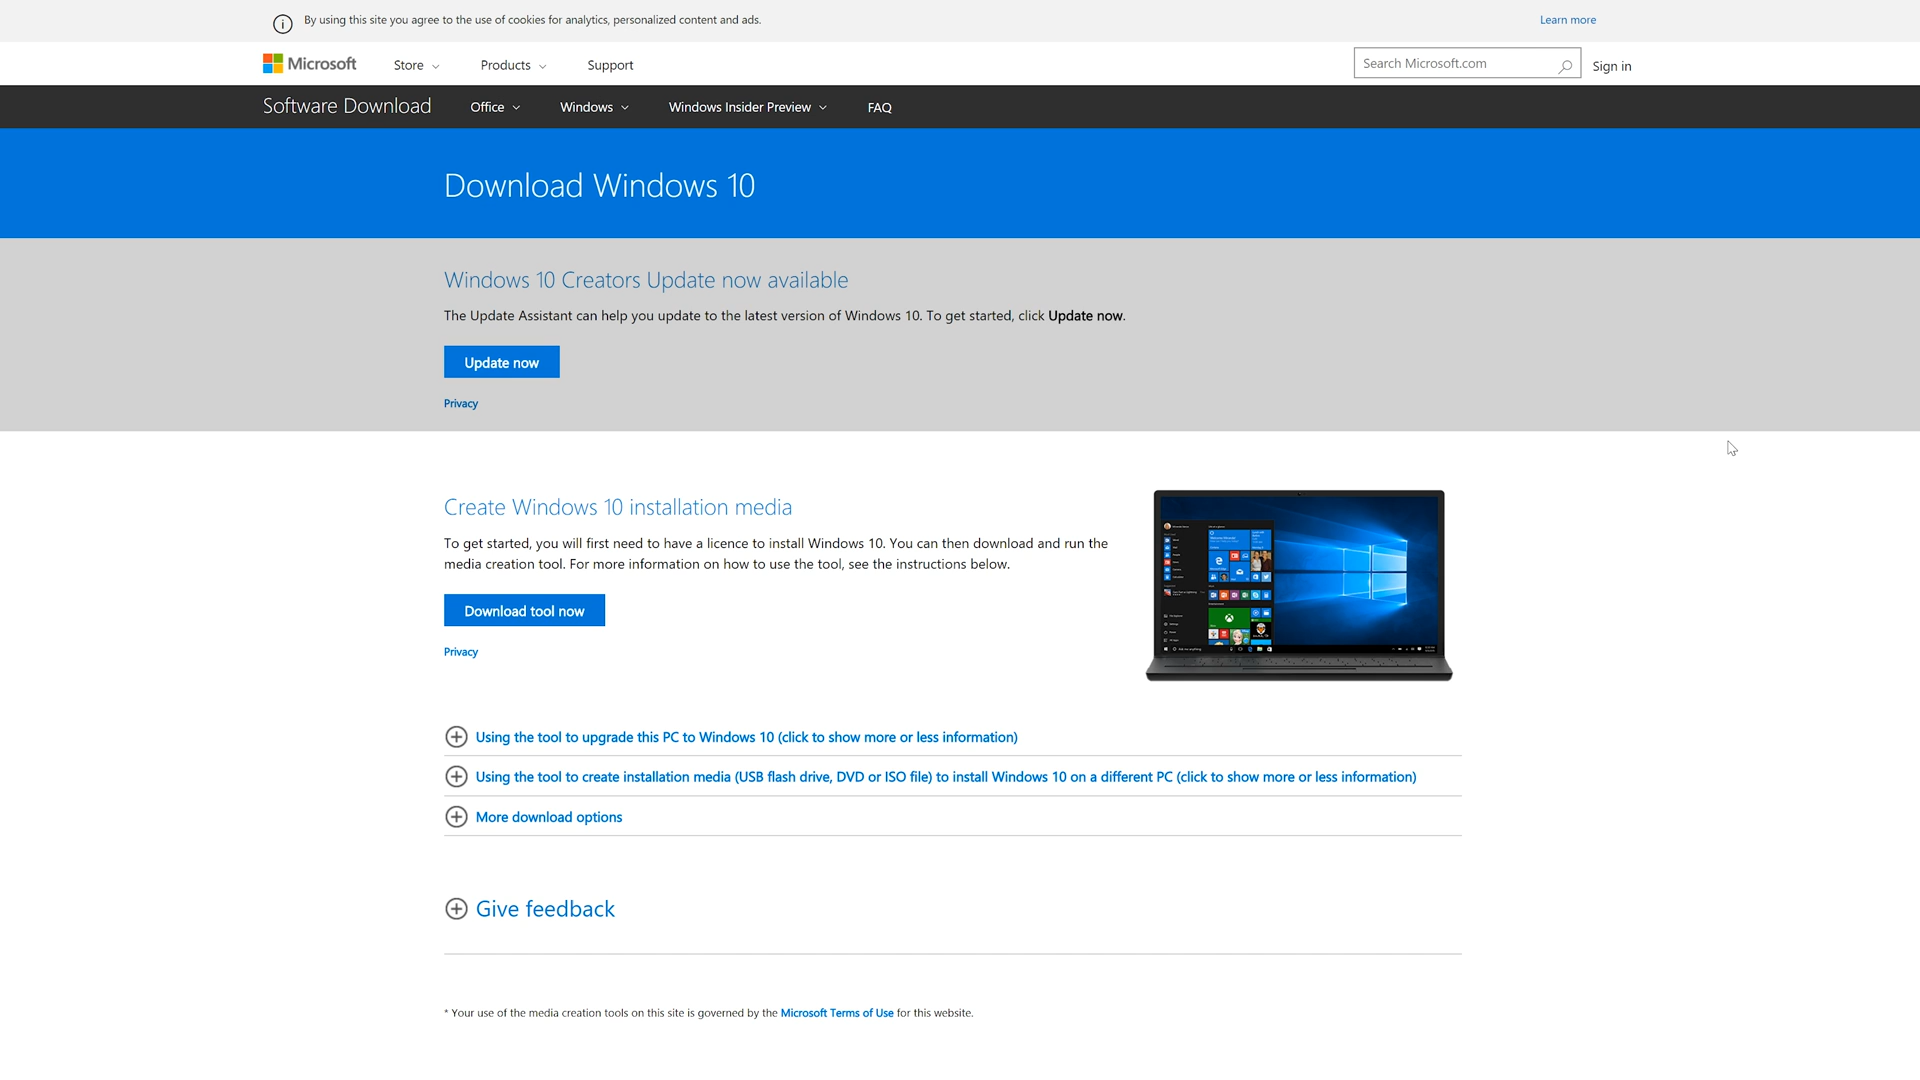 By using this site you agree to the use of cookies for analytics, personalized content and ads.
Learn more
Microsoft
Store
Products
Support
Search Microsoft.com
Sign in
Software Download
Office
Windows
Windows Insider Preview
FAQ
Download Windows 10
Windows 10 Creators Update now available
The Update Assistant can help you update to the latest version of Windows 10. To get started, click Update now.
Update now
Privacy
Create Windows 10 installation media
To get started, you will first need to have a licence to install Windows 10. You can then download and run the
media creation tool. For more information on how to use the tool, see the instructions below.
Download tool now
Privacy
Using the tool to upgrade this PC to Windows 10 (click to show more or less information)
Using the tool to create installation media (USB flash drive, DVD or ISO file) to install Windows 10 on a different PC (click to show more or less information)
More download options
Give feedback
* Your use of the media creation tools on this site is governed by the Microsoft Terms of Use for this website.